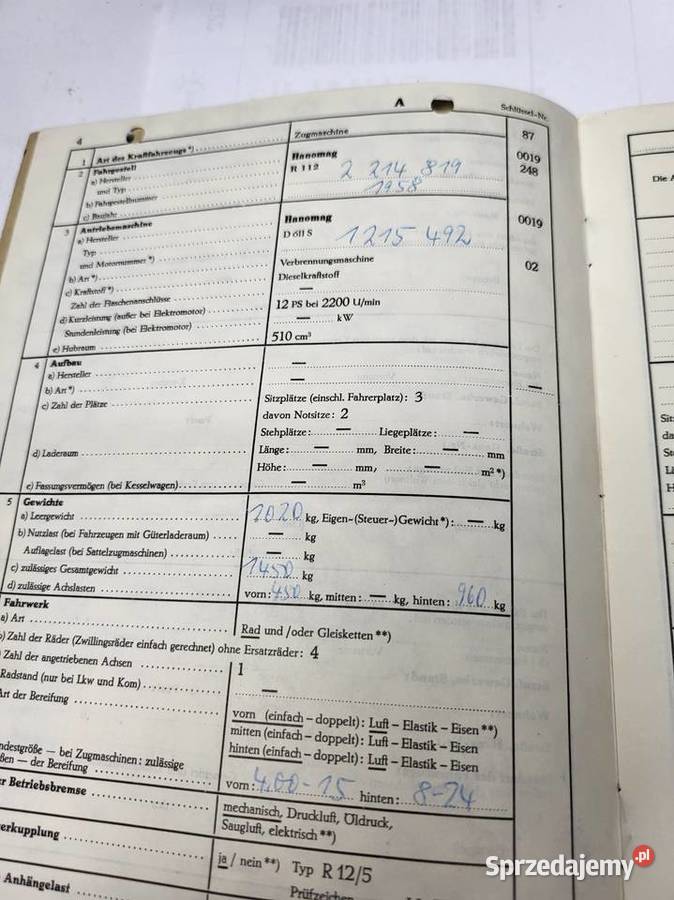 4 A Schlüssel-Nr.
1 Art des Kraftfahrzeugs *) Zugmaschine 87
2 Fahrgestell
a) Hersteller Hanomag 0019
und Typ R 112 248
b) Fahrgestellnummer 2 214 819
c) Baujahr 1958
3 Antriebsmaschine
a) Hersteller Hanomag 0019
Typ D 611 S
und Motornummer *) 1215 492
b) Art *) Verbrennungsmaschine 02
c) Kraftstoff *) Dieselkraftstoff
Zahl der Flaschenanschlüsse —
d) Kurzleistung (außer bei Elektromotor) 12 PS bei 2200 U/min
Stundenleistung (bei Elektromotor) — kW
e) Hubraum 510 cm³
4 Aufbau
a) Hersteller —
b) Art *) — —
c) Zahl der Plätze Sitzplätze (einschl. Fahrerplatz): 3
davon Notsitze: 2
Stehplätze: — Liegeplätze: —
d) Laderaum Länge: — mm, Breite: — mm
Höhe: — mm, — m² *)
e) Fassungsvermögen (bei Kesselwagen) — m³
5 Gewichte
a) Leergewicht 1020 kg, Eigen-(Steuer-)Gewicht *): — kg
b) Nutzlast (bei Fahrzeugen mit Güterladeraum) — kg
Auflagelast (bei Sattelzugmaschinen) — kg
c) zulässiges Gesamtgewicht 1450 kg
d) zulässige Achslasten vorn: 450 kg, mitten: — kg, hinten: 960 kg
Fahrwerk
a) Art Rad und /oder Gleisketten **)
b) Zahl der Räder (Zwillingsräder einfach gerechnet) ohne Ersatzräder: 4
Zahl der angetriebenen Achsen 1
Radstand (nur bei Lkw und Kom) —
Art der Bereifung vorn (einfach – doppelt): Luft – Elastik – Eisen **)
mitten (einfach – doppelt): Luft – Elastik – Eisen
hinten (einfach – doppelt): Luft – Elastik – Eisen
ndestgröße — bei Zugmaschinen: zulässige
ßen — der Bereifung vorn: 4,00-15 hinten: 8-24
r Betriebsbremse mechanisch, Druckluft, Öldruck,
Saugluft, elektrisch **)
erkupplung ja / nein **) Typ R 12/5
Prüfzeichen
Anhängelast
Die A
Sit
da
St
Lä
H
Sprzedajemy.pl